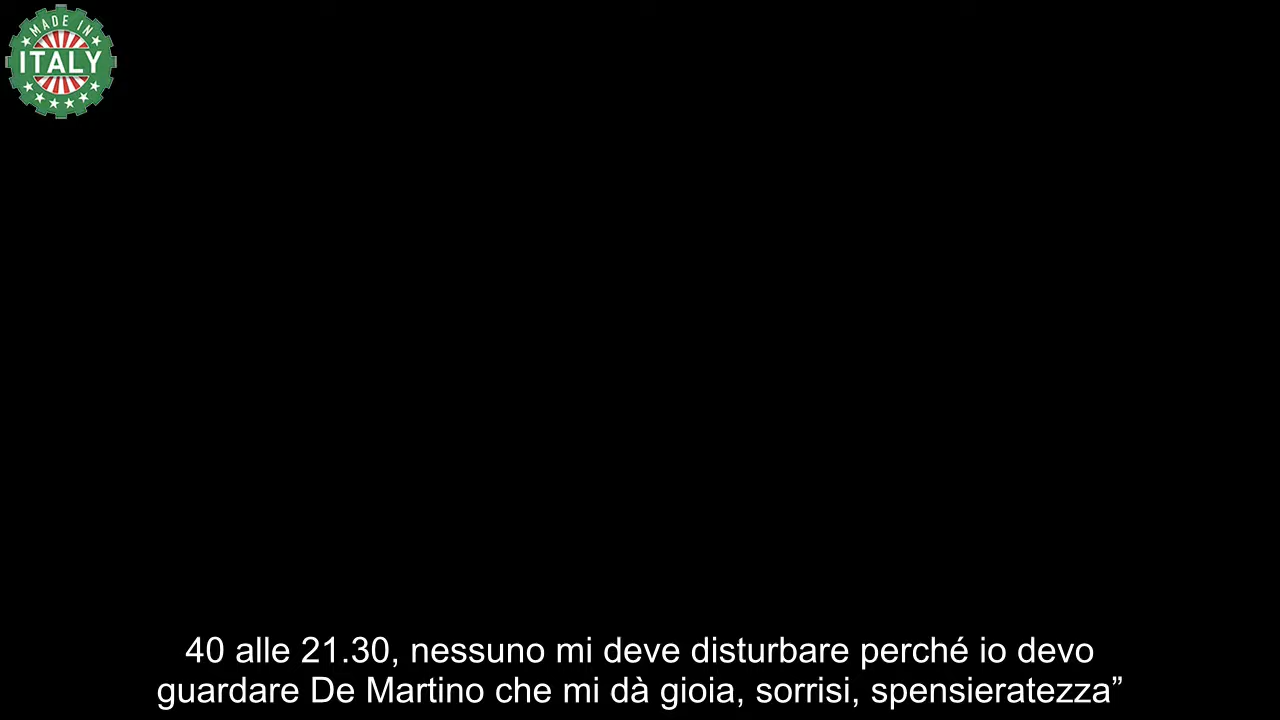 MADE IN
ITALY
40 alle 21.30, nessuno mi deve disturbare perché io devo
guardare De Martino che mi dà gioia, sorrisi, spensieratezza”